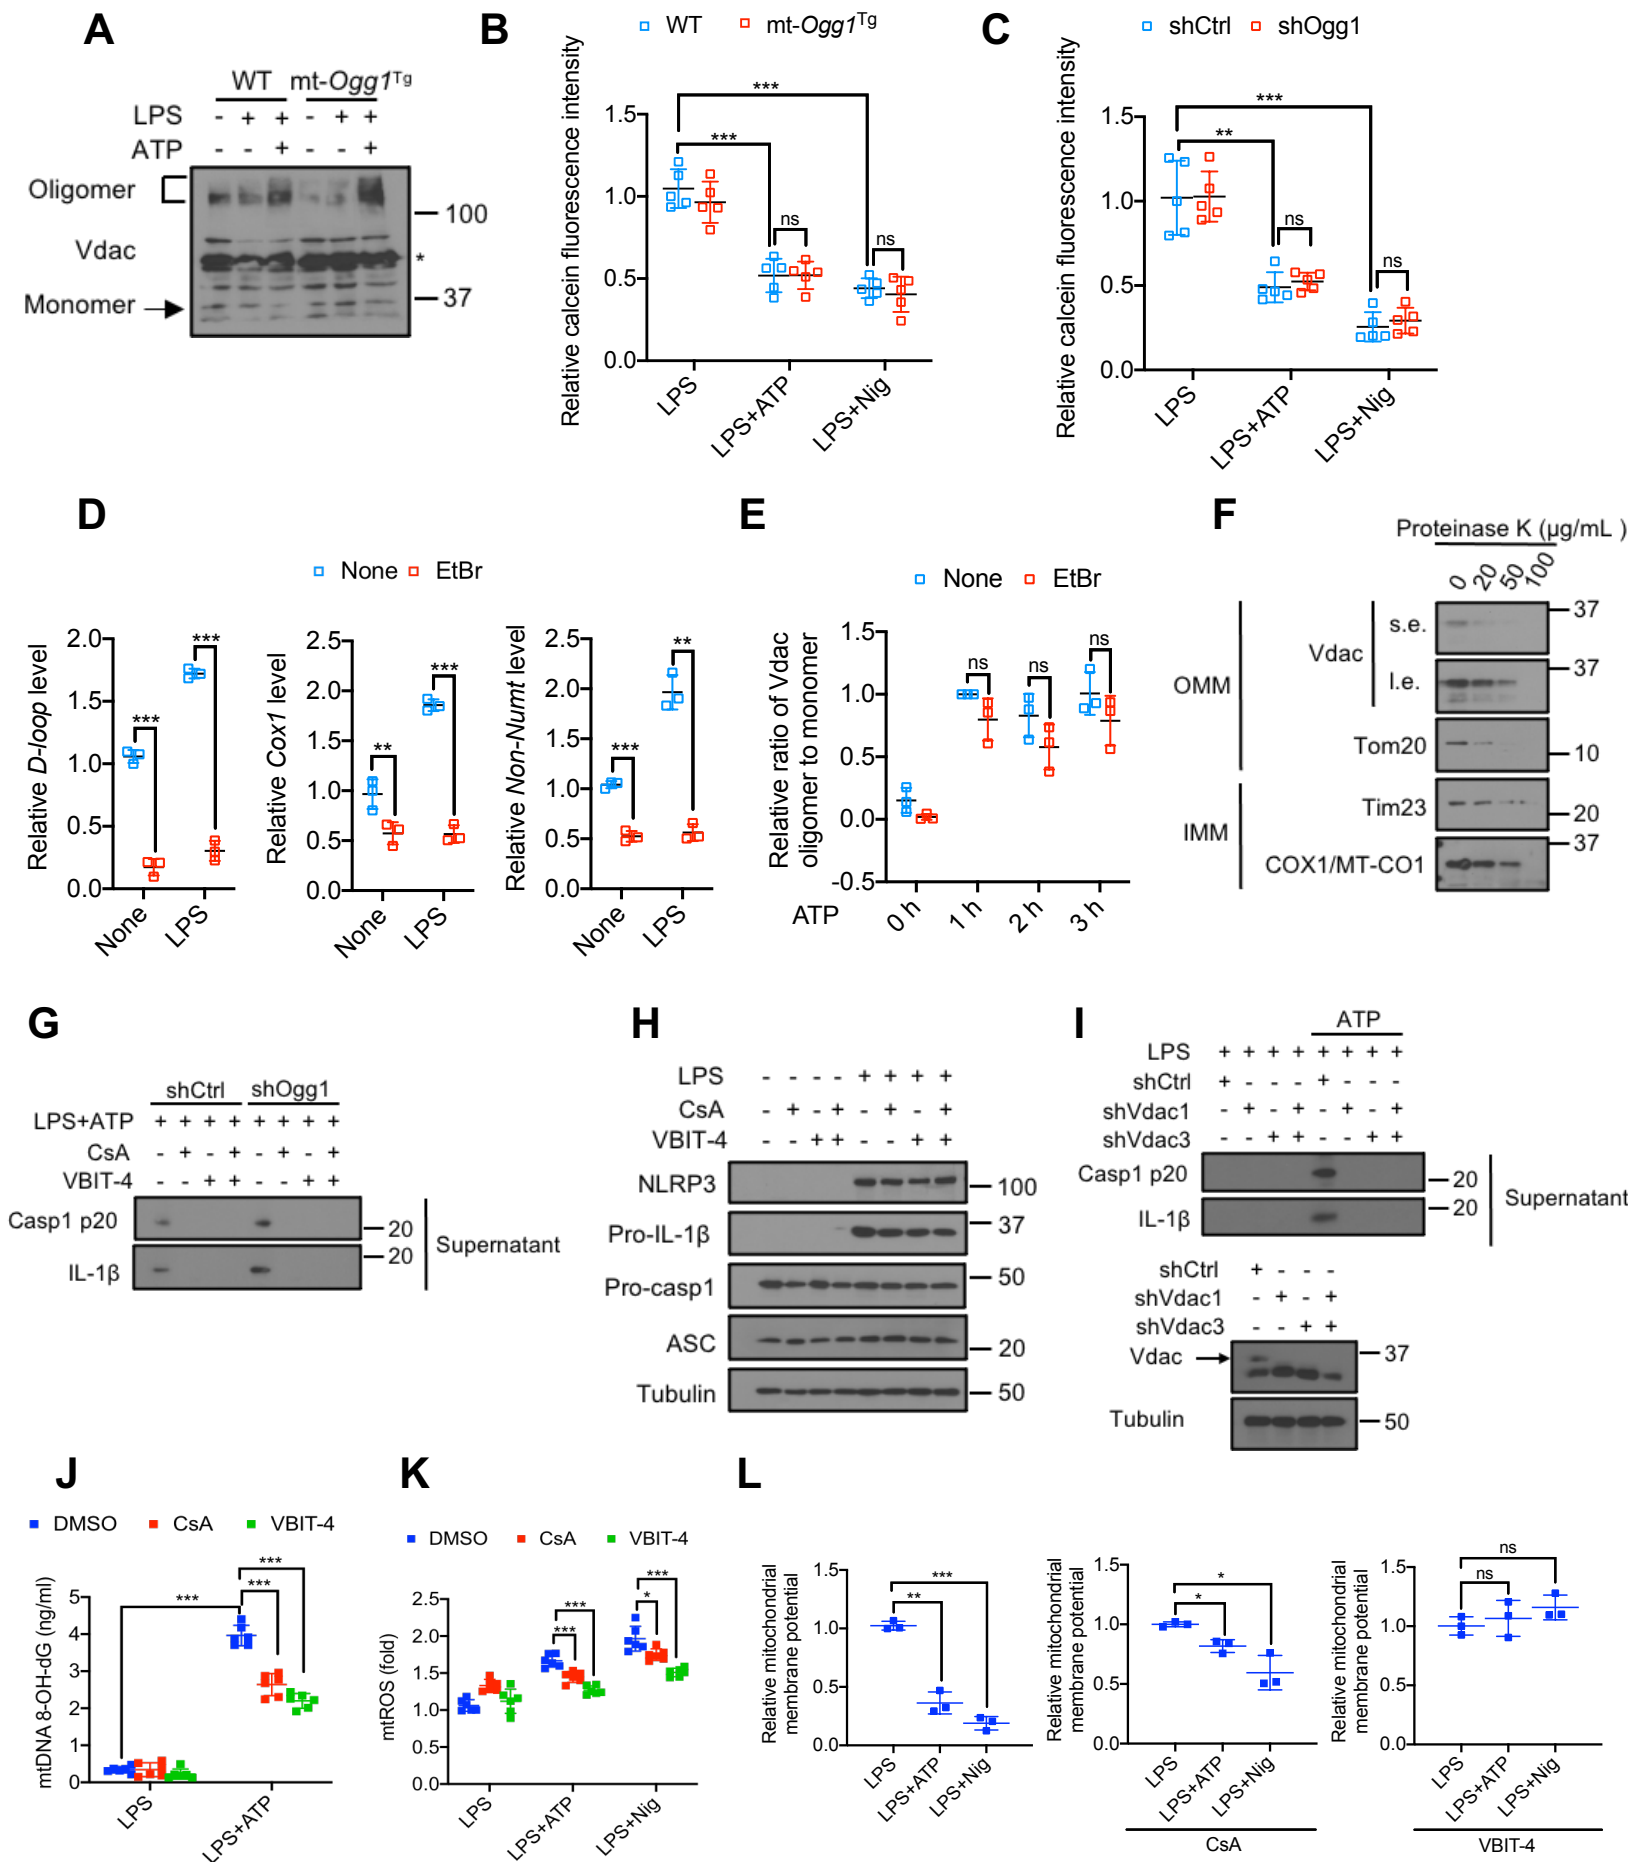 A
WT mt-Ogg1Tg
LPS - + + - + +
ATP - - + - - +
Oligomer
100
Vdac
*
37
Monomer
B
WT mt-Ogg1Tg
Relative calcein fluorescence intensity
1.5
1.0
0.5
0.0
***
***
ns
ns
LPS
LPS+ATP
LPS+Nig
C
shCtrl shOgg1
Relative calcein fluorescence intensity
1.5
1.0
0.5
0.0
***
**
ns
ns
LPS
LPS+ATP
LPS+Nig
D
None EtBr
Relative D-loop level
2.0
1.5
1.0
0.5
0.0
***
***
None
LPS
Relative Cox1 level
2.5
2.0
1.5
1.0
0.5
0.0
**
***
None
LPS
Relative Non-Numt level
2.5
2.0
1.5
1.0
0.5
0.0
***
**
None
LPS
E
None EtBr
Relative ratio of Vdac
oligomer to monomer
1.5
1.0
0.5
0.0
-0.5
ns
ns
ns
ATP
0 h
1 h
2 h
3 h
F
Proteinase K (µg/mL )
0 20 50 100
OMM
Vdac
s.e.
37
l.e.
37
Tom20
10
IMM
Tim23
20
COX1/MT-CO1
37
G
shCtrl shOgg1
LPS+ATP + + + + + + + +
CsA - + - + - + - +
VBIT-4 - - + + - - + +
Casp1 p20
20
IL-1β
20
Supernatant
H
LPS - - - - + + + +
CsA - + - + - + - +
VBIT-4 - - + + - - + +
NLRP3
100
Pro-IL-1β
37
Pro-casp1
50
ASC
20
Tubulin
50
I
ATP
LPS + + + + + + + +
shCtrl + - - - + - - -
shVdac1 - + - + - + - +
shVdac3 - - + + - - + +
Casp1 p20
20
IL-1β
20
Supernatant
shCtrl + - - -
shVdac1 - + - +
shVdac3 - - + +
Vdac
37
Tubulin
50
J
DMSO CsA VBIT-4
mtDNA 8-OH-dG (ng/ml)
5
4
3
2
1
0
***
***
***
LPS
LPS+ATP
K
DMSO CsA VBIT-4
mtROS (fold)
2.5
2.0
1.5
1.0
0.5
0.0
***
***
***
*
LPS
LPS+ATP
LPS+Nig
L
Relative mitochondrial
membrane potential
1.5
1.0
0.5
0.0
***
**
LPS
LPS+ATP
LPS+Nig
Relative mitochondrial
membrane potential
1.5
1.0
0.5
0.0
*
*
LPS
LPS+ATP
LPS+Nig
CsA
Relative mitochondrial
membrane potential
1.5
1.0
0.5
0.0
ns
ns
LPS
LPS+ATP
LPS+Nig
VBIT-4